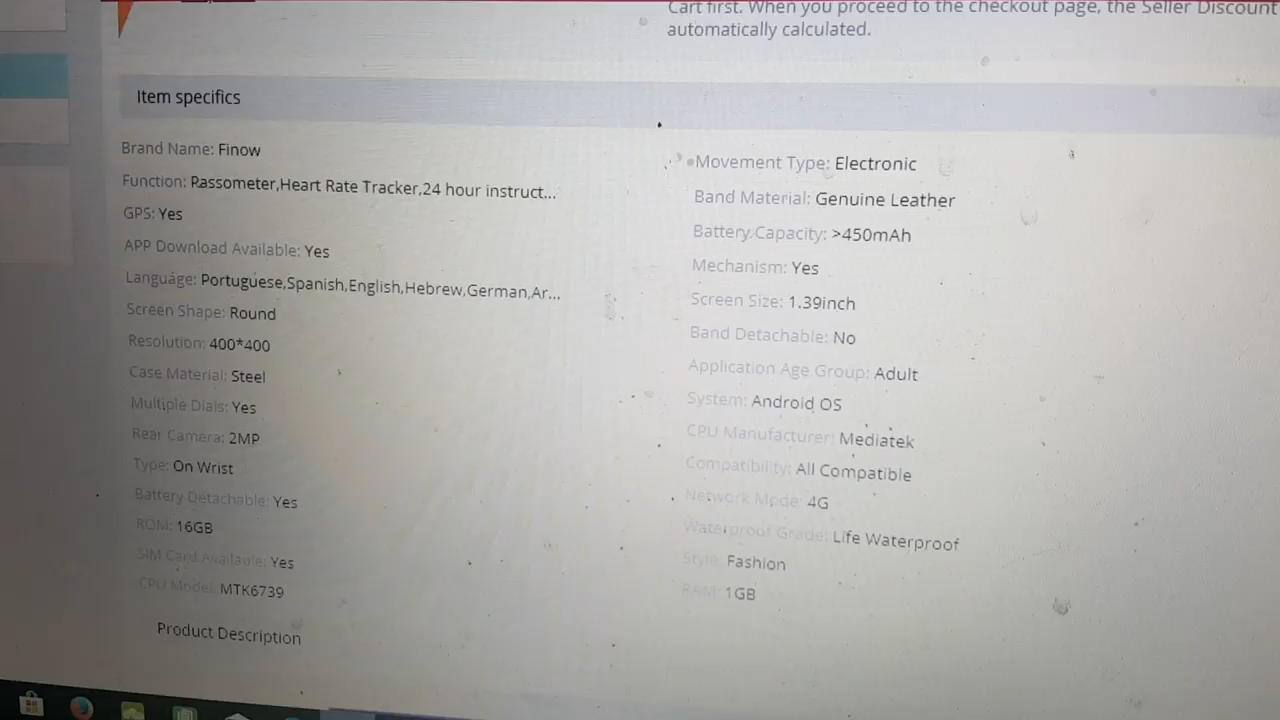 Cart first. When you proceed to the checkout page, the Seller Discount
automatically calculated.
Item specifics
Brand Name: Finow
Function: Passometer,Heart Rate Tracker,24 hour instruct...
GPS: Yes
APP Download Available: Yes
Language: Portuguese,Spanish,English,Hebrew,German,Ar...
Screen Shape: Round
Resolution: 400*400
Case Material: Steel
Multiple Dials: Yes
Rear Camera: 2MP
Type: On Wrist
Battery Detachable: Yes
ROM: 16GB
SIM Card Available: Yes
CPU Model: MTK6739
Movement Type: Electronic
Band Material: Genuine Leather
Battery Capacity: >450mAh
Mechanism: Yes
Screen Size: 1.39inch
Band Detachable: No
Application Age Group: Adult
System: Android OS
CPU Manufacturer: Mediatek
Compatibility: All Compatible
Network Mode: 4G
Waterproof Grade: Life Waterproof
Style: Fashion
RAM: 1GB
Product Description